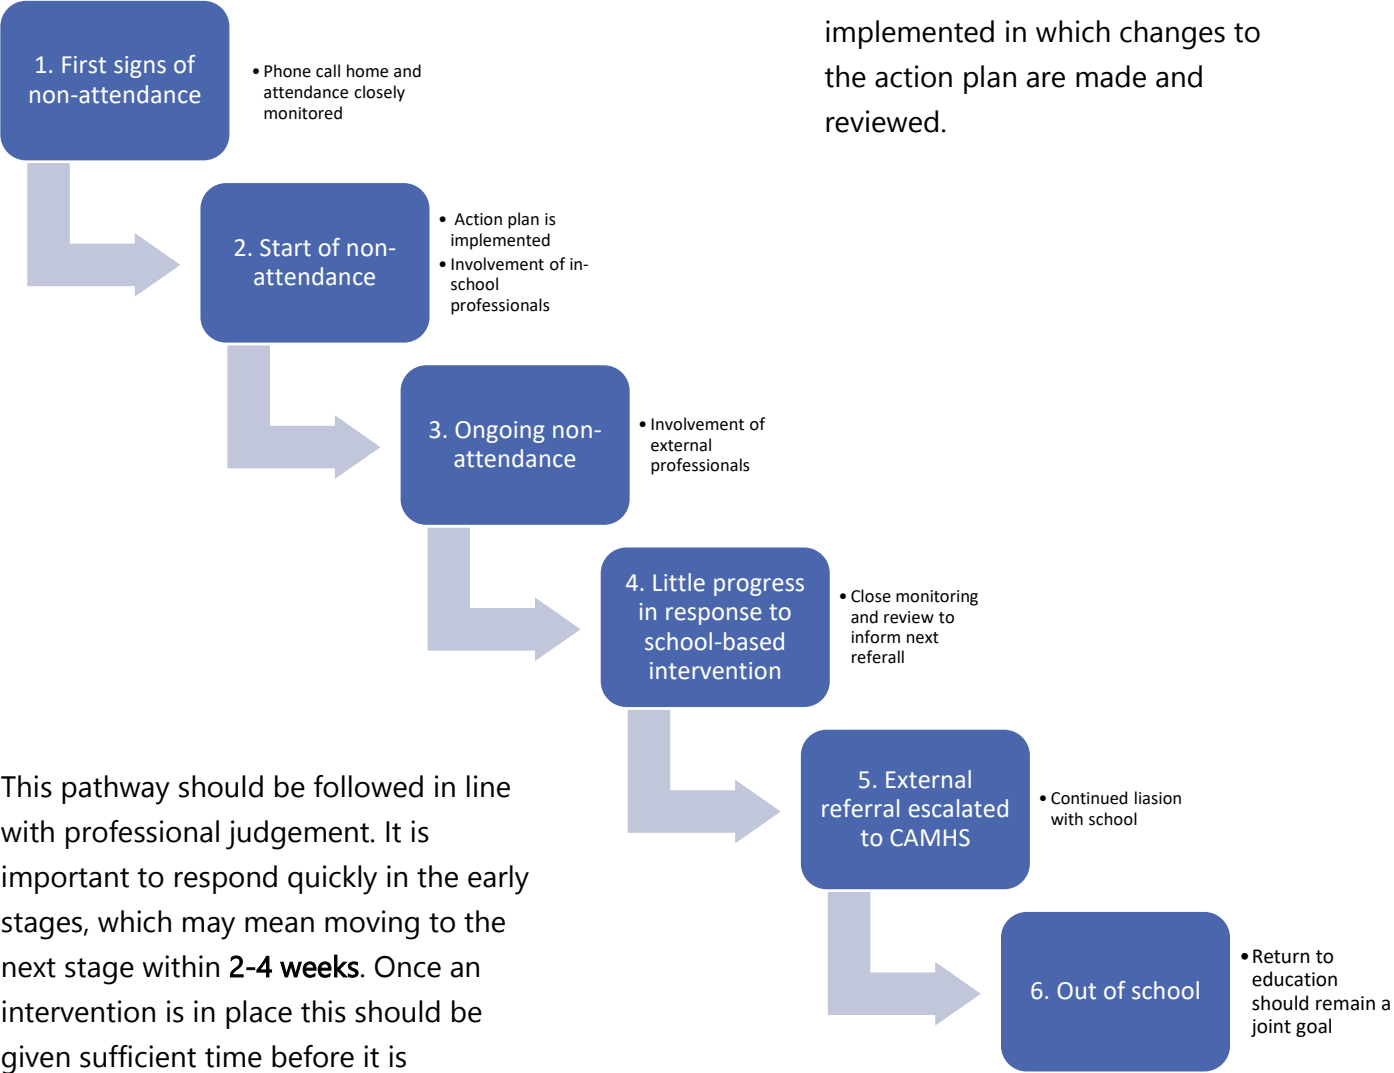 implemented in which changes to
the action plan are made and
reviewed.
1. First signs of
non-attendance
• Phone call home and
attendance closely
monitored
2. Start of non-
attendance
• Action plan is
implemented
• Involvement of in-
school
professionals
3. Ongoing non-
attendance
• Involvement of
external
professionals
4. Little progress
in response to
school-based
intervention
• Close monitoring
and review to
inform next
referall
5. External
referral escalated
to CAMHS
• Continued liasion
with school
6. Out of school
• Return to
education
should remain a
joint goal
This pathway should be followed in line
with professional judgement. It is
important to respond quickly in the early
stages, which may mean moving to the
next stage within 2-4 weeks. Once an
intervention is in place this should be
given sufficient time before it is